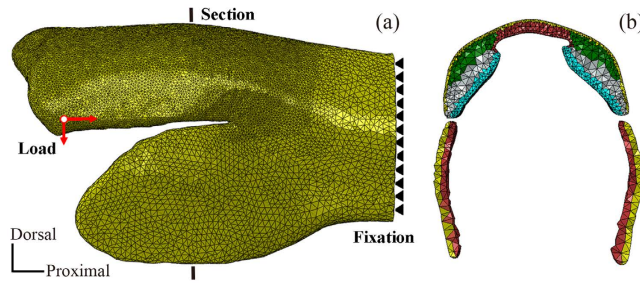 Section
(a)
(b)
Load
Fixation
Dorsal
Proximal